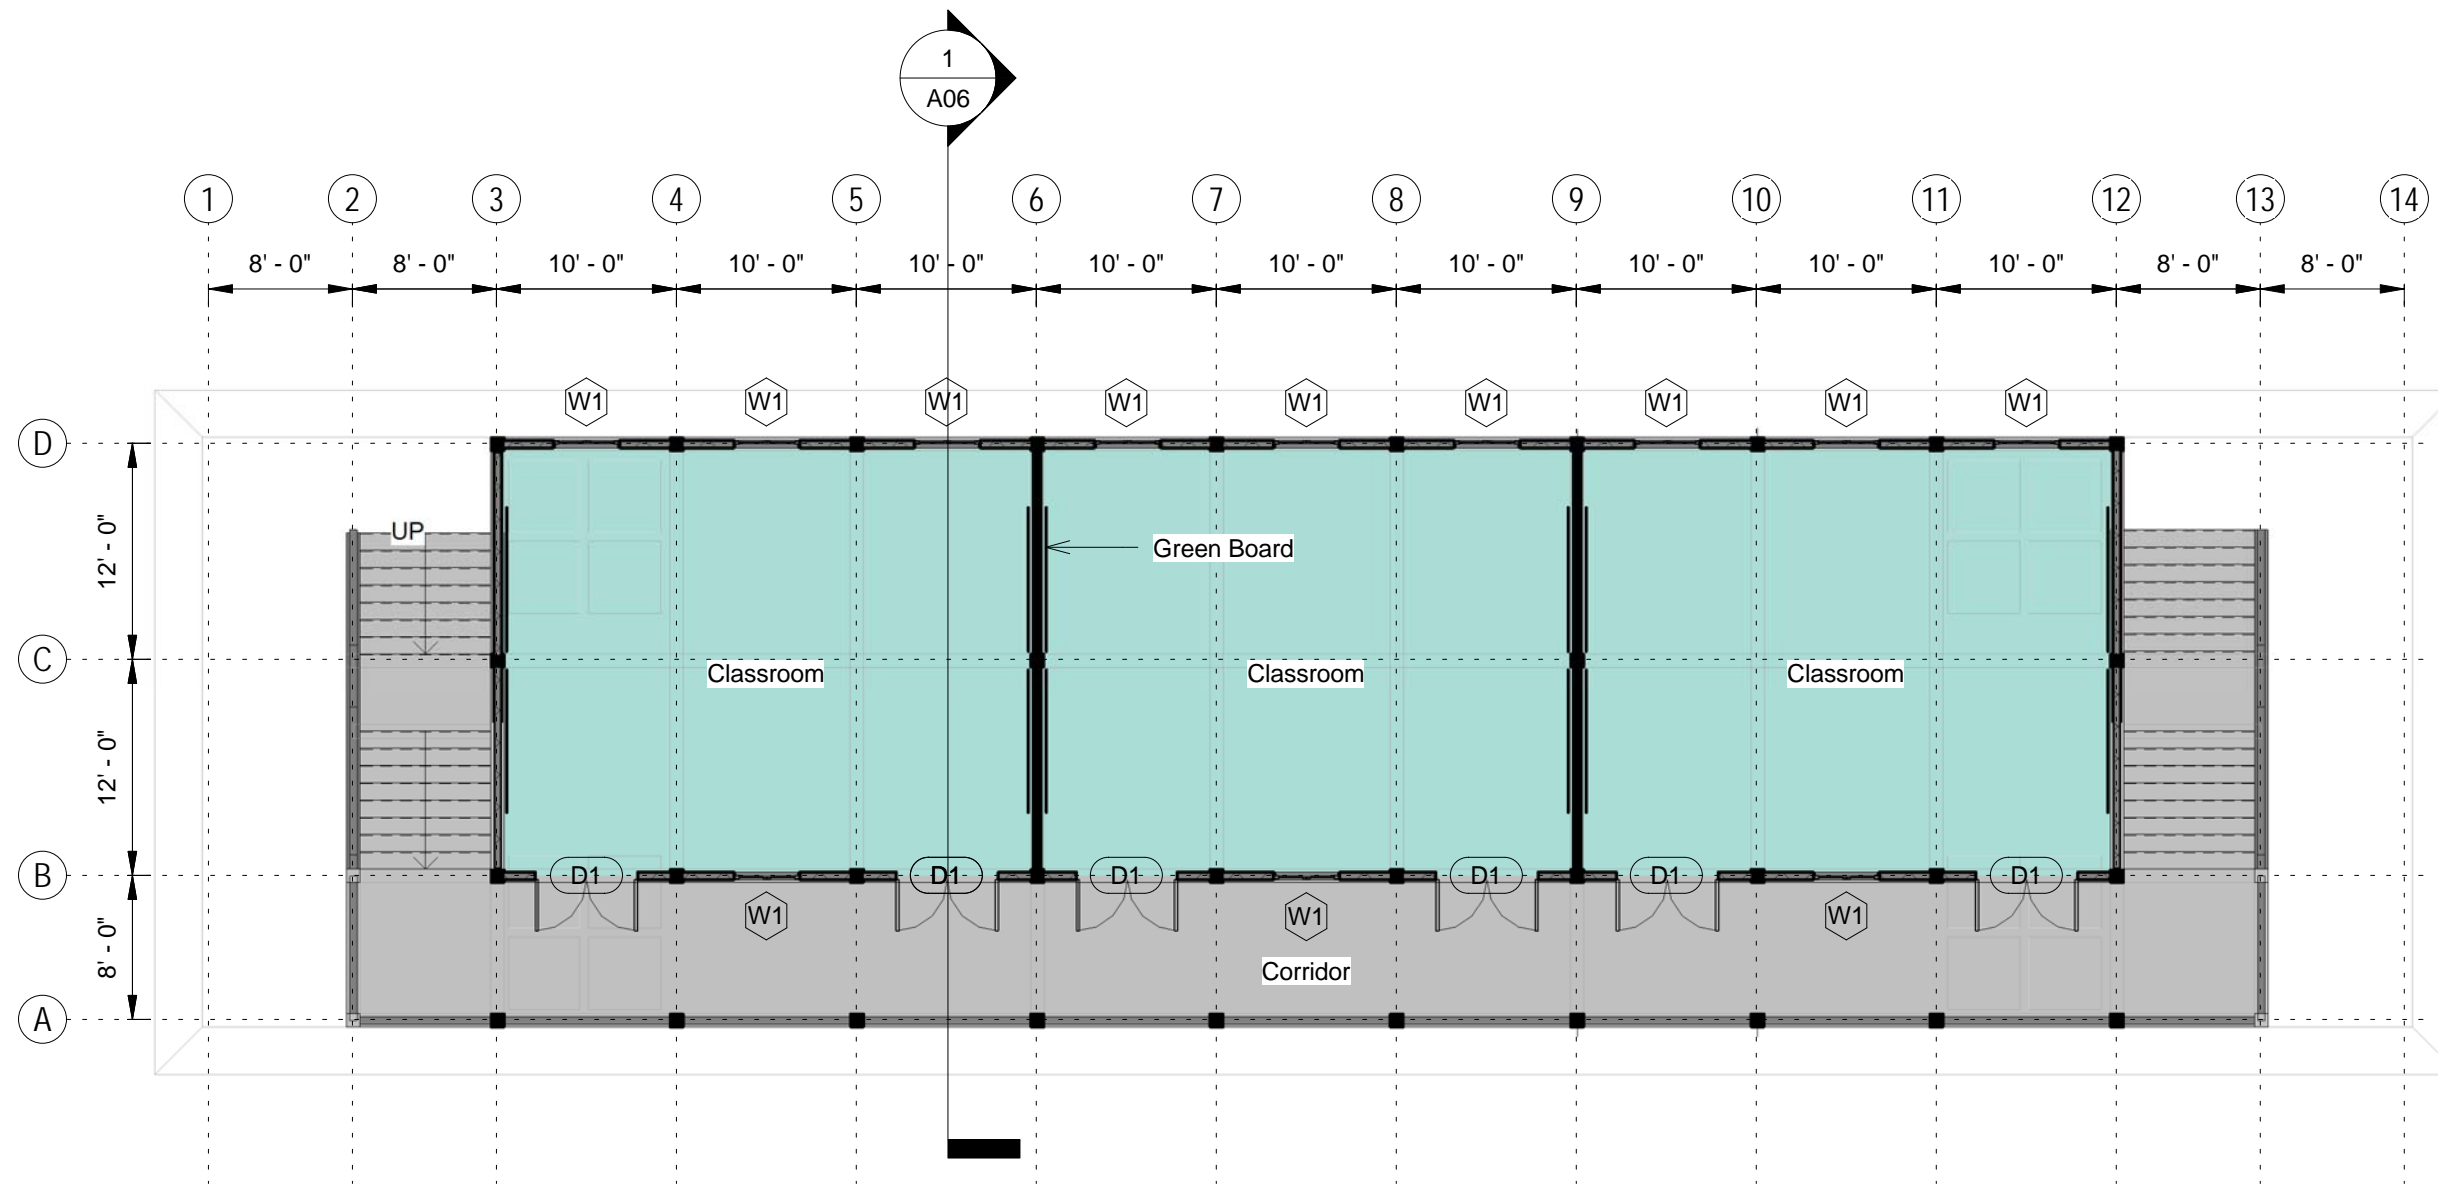 1
A06
1 2 3 4 5 6 7 8 9 10 11 12 13 14
8' - 0" 8' - 0" 10' - 0" 10' - 0" 10' - 0" 10' - 0" 10' - 0" 10' - 0" 10' - 0" 10' - 0" 10' - 0" 8' - 0" 8' - 0"
W1 W1 W1 W1 W1 W1 W1 W1 W1
D
12' - 0"
UP
Green Board
C
Classroom Classroom Classroom
12' - 0"
B
D1 D1 D1 D1 D1 D1
W1 W1 W1
8' - 0"
Corridor
A